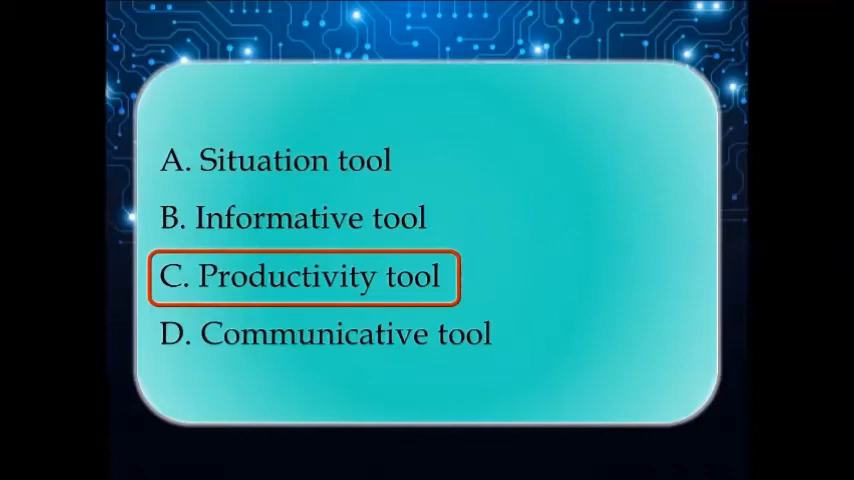 A. Situation tool
B. Informative tool
C. Productivity tool
D. Communicative tool